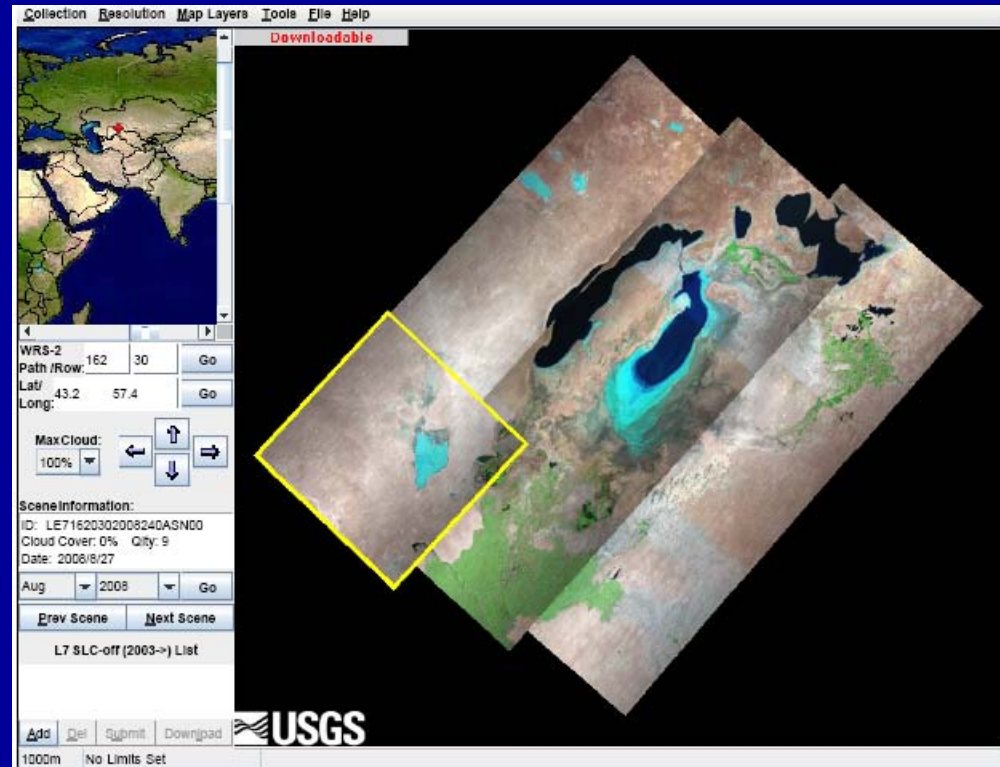 Collection Resolution Map Layers Tools File Help
Downloadable
WRS-2
Path /Row: 162 30 Go
Lat/
Long: 43.2 57.4 Go
Max Cloud:
100%
Scene Information:
ID: LE71620302008240ASN00
Cloud Cover: 0% Qlty: 9
Date: 2008/8/27
Aug 2008 Go
Prev Scene Next Scene
L7 SLC-off (2003->) List
Add Del Submit Download
USGS
1000m No Limits Set